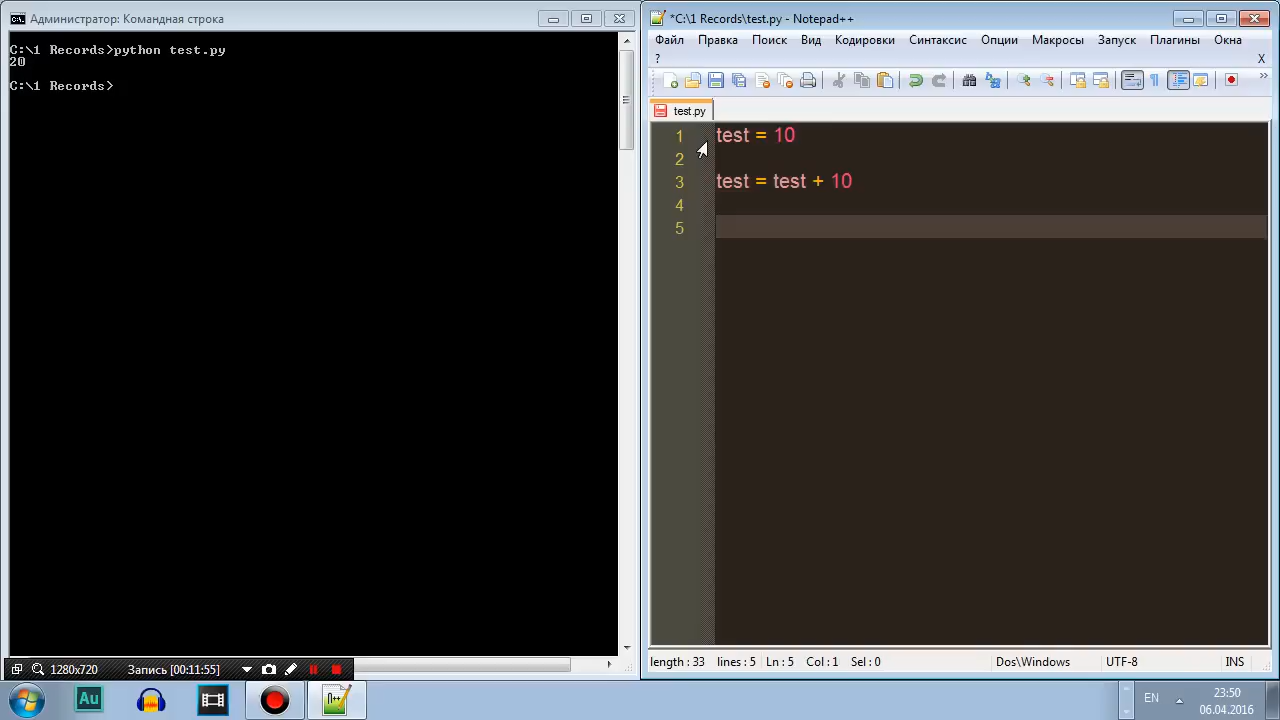 Администратор: Командная строка
C:\1 Records>python test.py
20
C:\1 Records>
*C:\1 Records\test.py - Notepad++
Файл Правка Поиск Вид Кодировки Синтаксис Опции Макросы Запуск Плагины Окна
?
X
test.py
1 test = 10
2
3 test = test + 10
4
5
length : 33 lines : 5 Ln : 5 Col : 1 Sel : 0 Dos\Windows UTF-8 INS
1280x720 Запись [00:11:55]
Au
EN
23:50
06.04.2016